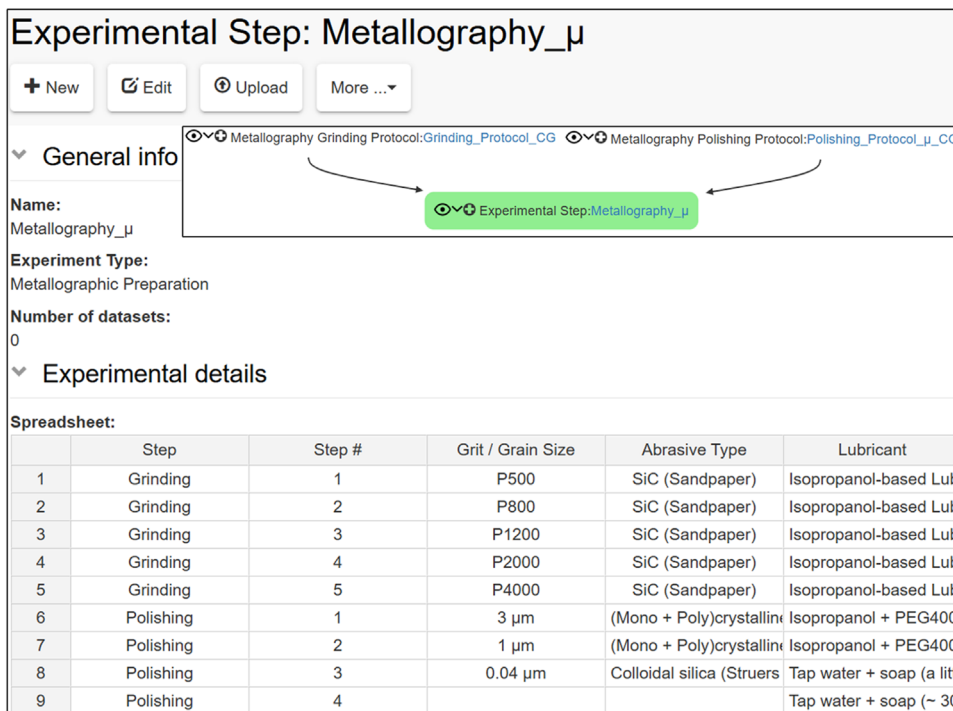 Experimental Step: Metallography_μ
New Edit Upload More ...
Metallography Grinding Protocol:Grinding_Protocol_CG Metallography Polishing Protocol:Polishing_Protocol_μ_CG
General info
Experimental Step:Metallography_μ
Name:
Metallography_μ
Experiment Type:
Metallographic Preparation
Number of datasets:
0
Experimental details
Spreadsheet:
Step Step # Grit / Grain Size Abrasive Type Lubricant
1 Grinding 1 P500 SiC (Sandpaper) Isopropanol-based Lub
2 Grinding 2 P800 SiC (Sandpaper) Isopropanol-based Lub
3 Grinding 3 P1200 SiC (Sandpaper) Isopropanol-based Lub
4 Grinding 4 P2000 SiC (Sandpaper) Isopropanol-based Lub
5 Grinding 5 P4000 SiC (Sandpaper) Isopropanol-based Lub
6 Polishing 1 3 μm (Mono + Poly)crystalline Isopropanol + PEG400
7 Polishing 2 1 μm (Mono + Poly)crystalline Isopropanol + PEG400
8 Polishing 3 0.04 μm Colloidal silica (Struers Tap water + soap (a lit
9 Polishing 4 Tap water + soap (~ 30